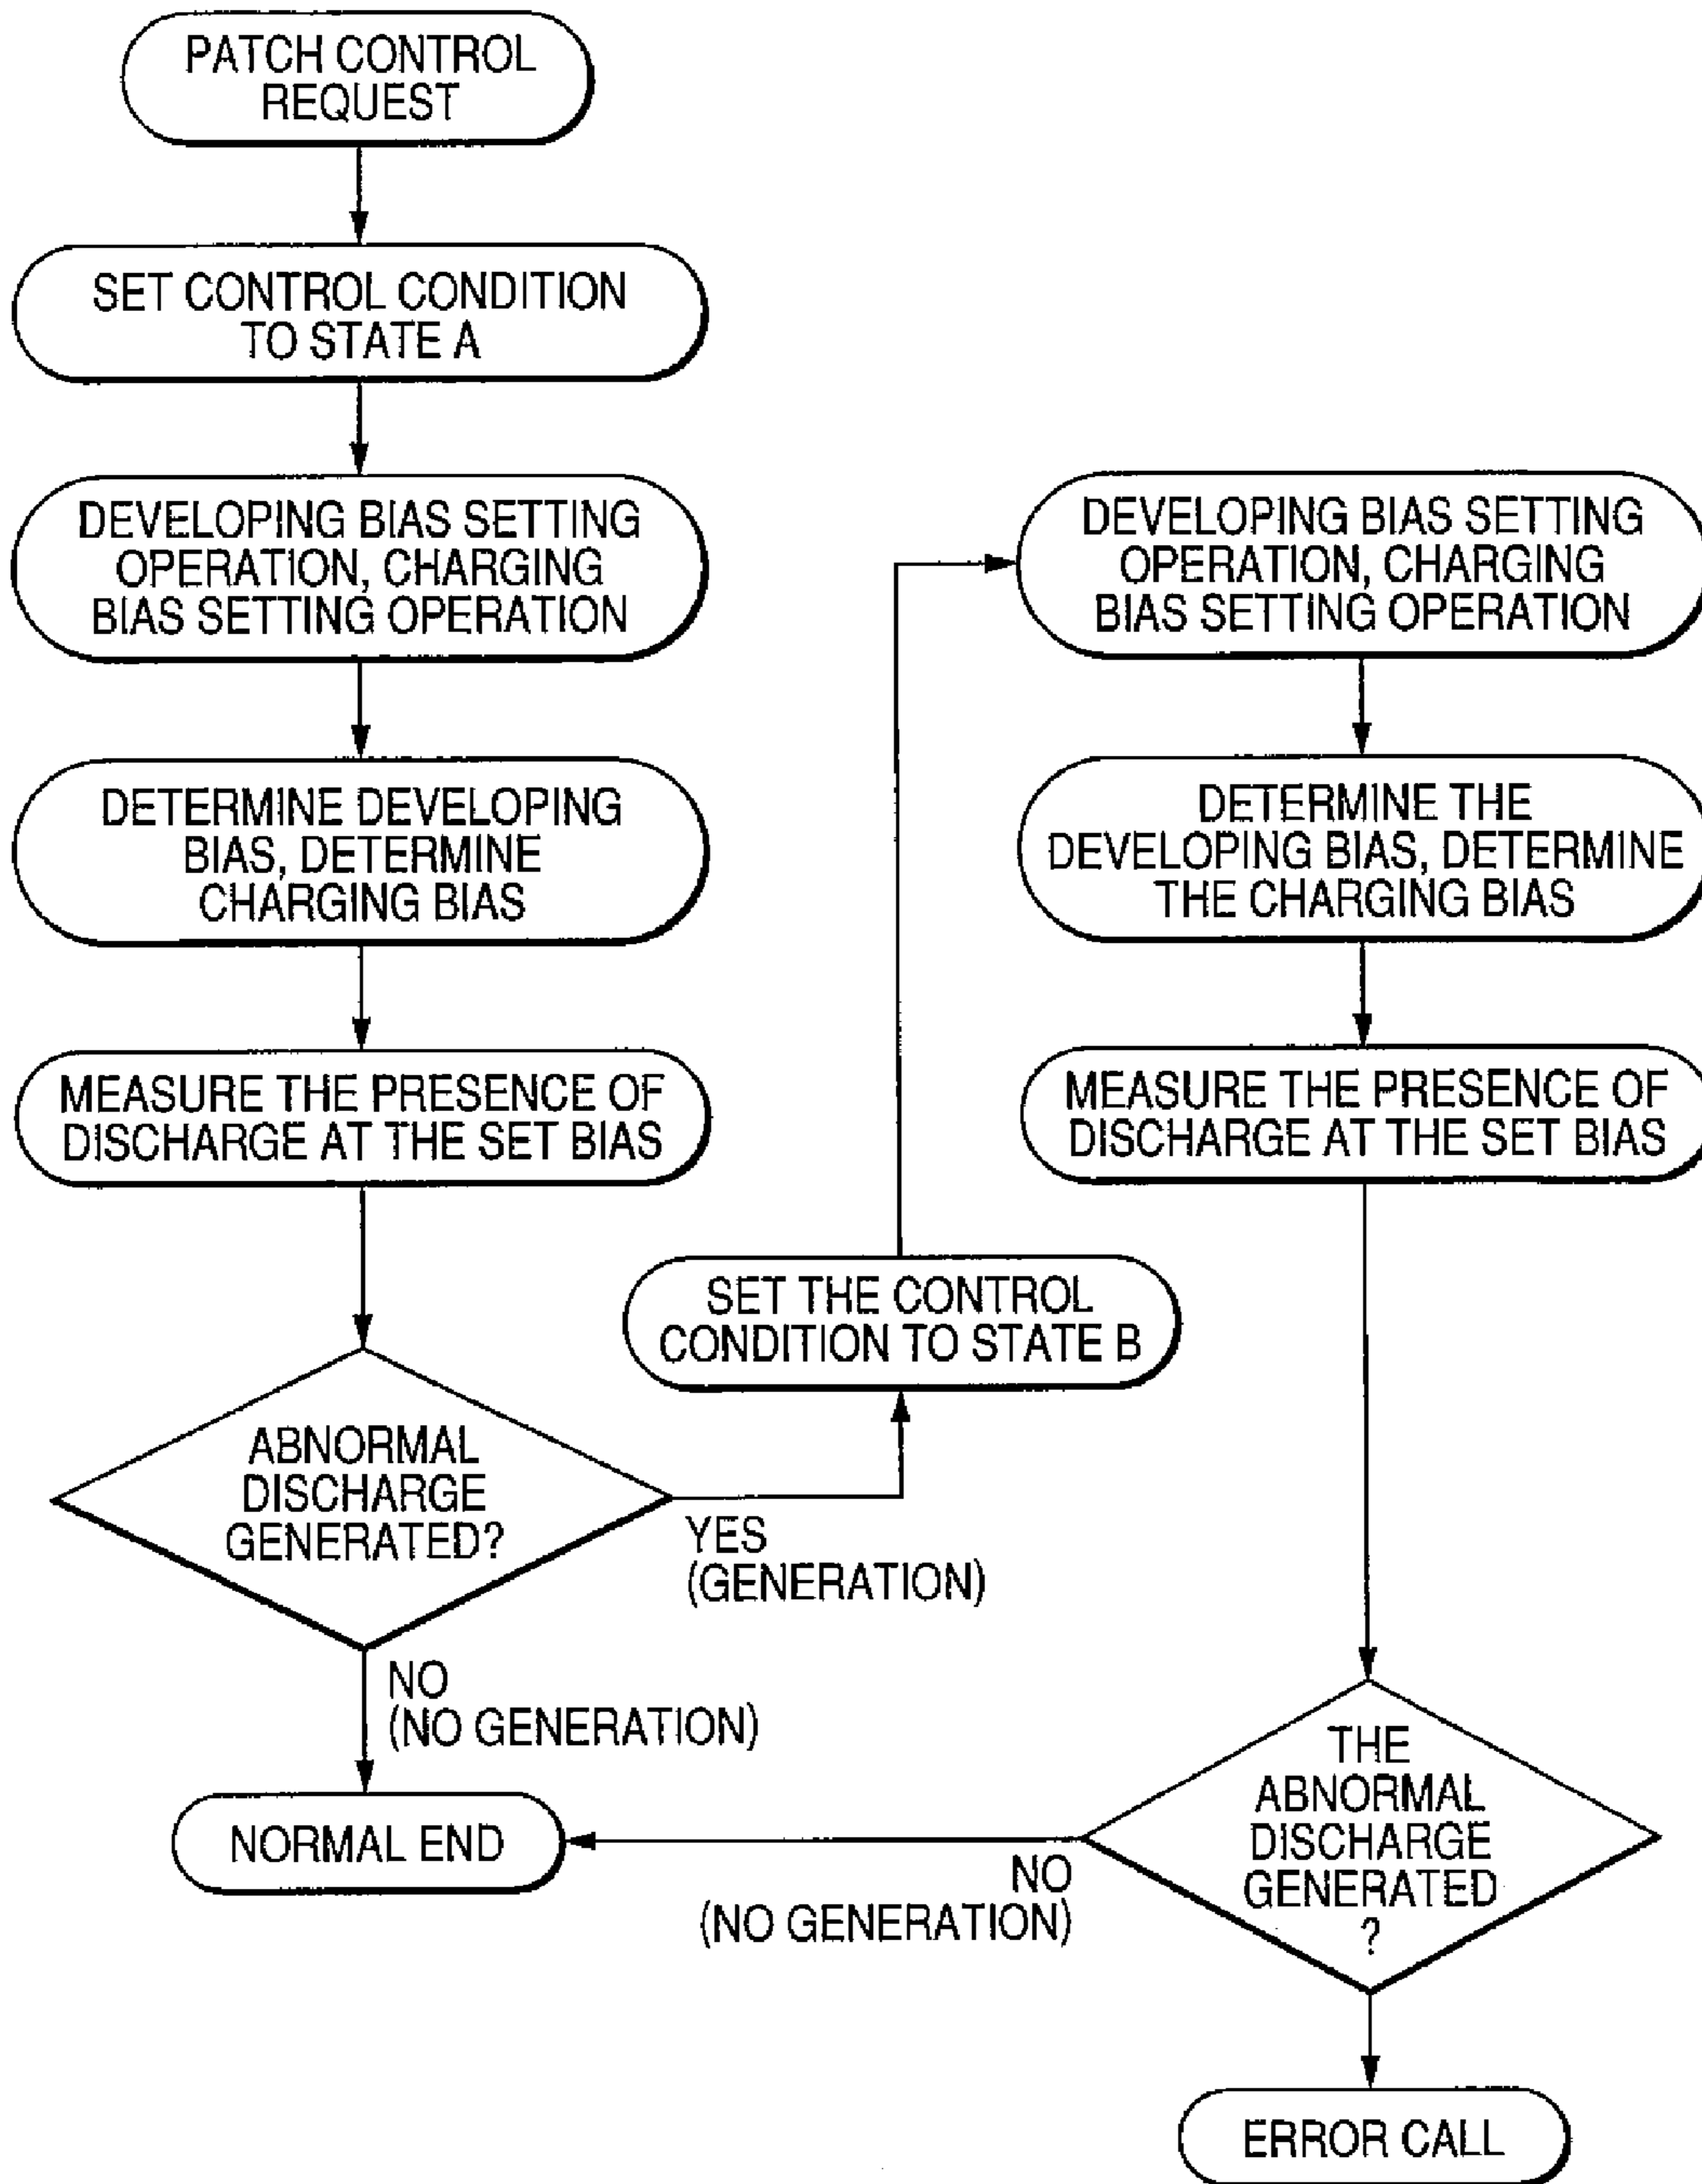 PATCH CONTROL
REQUEST
SET CONTROL CONDITION
TO STATE A
DEVELOPING BIAS SETTING
OPERATION, CHARGING
BIAS SETTING OPERATION
DETERMINE DEVELOPING
BIAS, DETERMINE
CHARGING BIAS
MEASURE THE PRESENCE OF
DISCHARGE AT THE SET BIAS
ABNORMAL
DISCHARGE
GENERATED?
YES
(GENERATION)
NO
(NO GENERATION)
NORMAL END
SET THE CONTROL
CONDITION TO STATE B
DEVELOPING BIAS SETTING
OPERATION, CHARGING
BIAS SETTING OPERATION
DETERMINE THE
DEVELOPING BIAS, DETERMINE
THE CHARGING BIAS
MEASURE THE PRESENCE OF
DISCHARGE AT THE SET BIAS
THE
ABNORMAL
DISCHARGE
GENERATED
?
NO
(NO GENERATION)
ERROR CALL